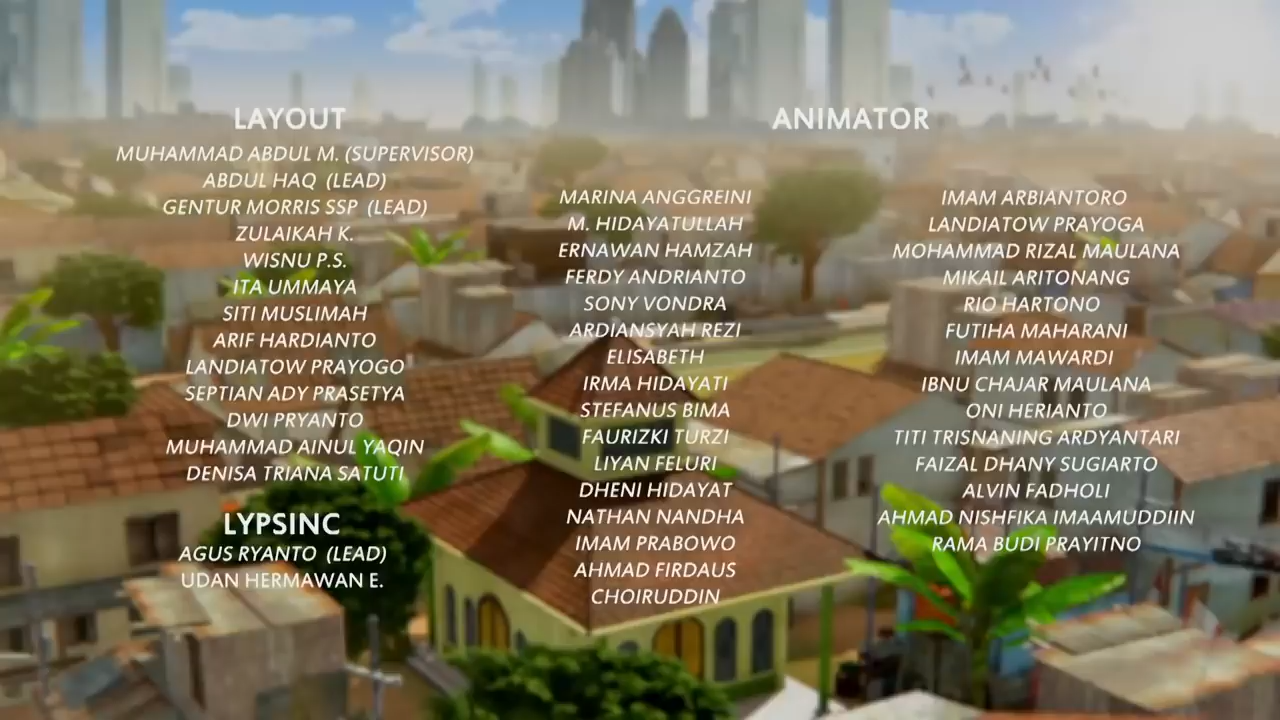 LAYOUT
MUHAMMAD ABDUL M. (SUPERVISOR)
ABDUL HAQ (LEAD)
GENTUR MORRIS SSP (LEAD)
ZULAIKAH K.
WISNU P.S.
ITA UMMAYA
SITI MUSLIMAH
ARIF HARDIANTO
LANDIATOW PRAYOGO
SEPTIAN ADY PRASETYA
DWI PRYANTO
MUHAMMAD AINUL YAQIN
DENISA TRIANA SATUTI
LYPSINC
AGUS RYANTO (LEAD)
UDAN HERMAWAN E.
ANIMATOR
MARINA ANGGREINI
M. HIDAYATULLAH
ERNAWAN HAMZAH
FERDY ANDRIANTO
SONY VONDRA
ARDIANSYAH REZI
ELISABETH
IRMA HIDAYATI
STEFANUS BIMA
FAURIZKI TURZI
LIYAN FELURI
DHENI HIDAYAT
NATHAN NANDHA
IMAM PRABOWO
AHMAD FIRDAUS
CHOIRUDDIN
IMAM ARBIANTORO
LANDIATOW PRAYOGA
MOHAMMAD RIZAL MAULANA
MIKAIL ARITONANG
RIO HARTONO
FUTIHA MAHARANI
IMAM MAWARDI
IBNU CHAJAR MAULANA
ONI HERIANTO
TITI TRISNANING ARDYANTARI
FAIZAL DHANY SUGIARTO
ALVIN FADHOLI
AHMAD NISHFIKA IMAAMUDDIIN
RAMA BUDI PRAYITNO